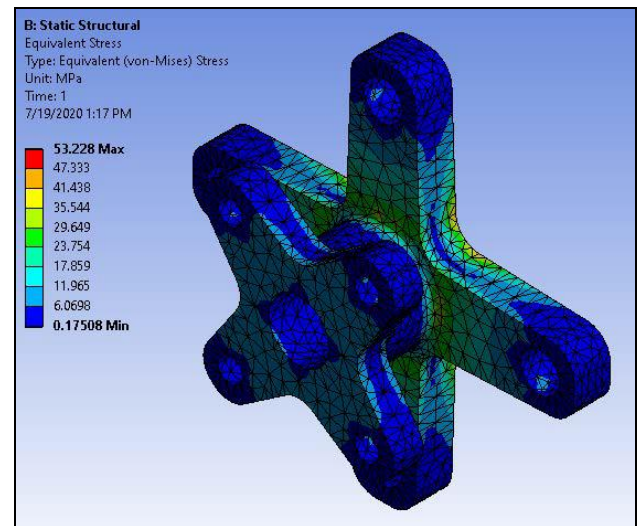 B: Static Structural
Equivalent Stress
Type: Equivalent (von-Mises) Stress
Unit: MPa
Time: 1
7/19/2020 1:17 PM
53.228 Max
47.333
41.438
35.544
29.649
23.754
17.859
11.965
6.0698
0.17508 Min